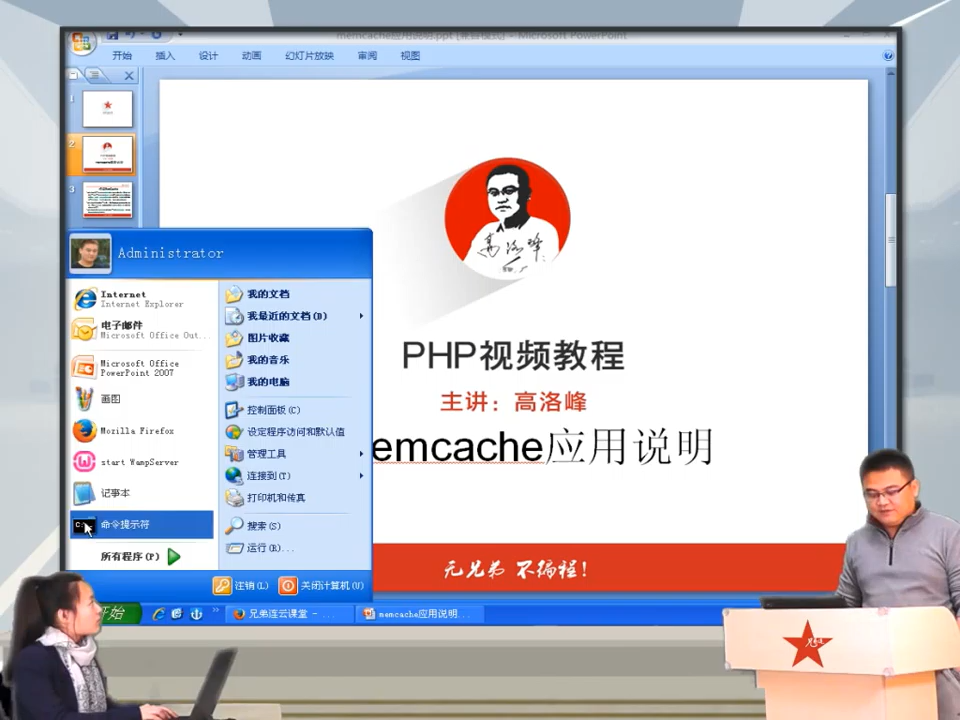 memcache应用说明.ppt [兼容模式] - Microsoft PowerPoint
开始 插入 设计 动画 幻灯片放映 审阅 视图
1
2
3
高洛峰
PHP视频教程
主讲：高洛峰
emcache应用说明
无兄弟 不编程！
Administrator
Internet
Internet Explorer
电子邮件
Microsoft Office Out...
Microsoft Office
PowerPoint 2007
画图
Mozilla Firefox
start WampServer
记事本
命令提示符
所有程序(P)
我的文档
我最近的文档(D)
图片收藏
我的音乐
我的电脑
控制面板(C)
设定程序访问和默认值
管理工具
连接到(T)
打印机和传真
搜索(S)
运行(R)...
注销(L)
关闭计算机(U)
开始
兄弟连云课堂 - ...
memcache应用说明...